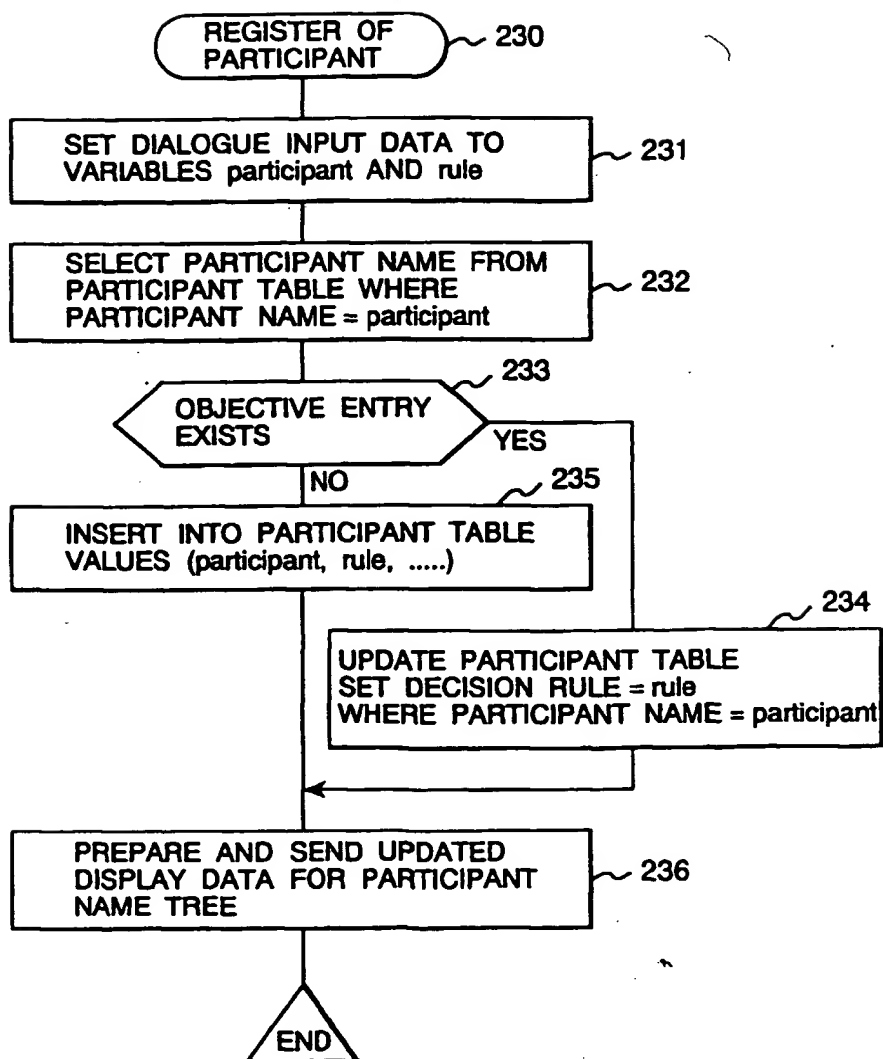 REGISTER OF
PARTICIPANT
230
SET DIALOGUE INPUT DATA TO
VARIABLES participant AND rule
231
SELECT PARTICIPANT NAME FROM
PARTICIPANT TABLE WHERE
PARTICIPANT NAME = participant
232
233
OBJECTIVE ENTRY
EXISTS
YES
NO
235
INSERT INTO PARTICIPANT TABLE
VALUES (participant, rule, .....)
234
UPDATE PARTICIPANT TABLE
SET DECISION RULE = rule
WHERE PARTICIPANT NAME = participant
PREPARE AND SEND UPDATED
DISPLAY DATA FOR PARTICIPANT
NAME TREE
236
END